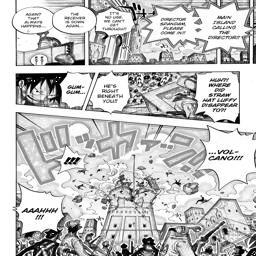 MAIN
ISLAND
CALLING
THE
DIRECTOR!!
DIRECTOR
SPANDAM,
PLEASE
COME IN!!
IT'S
NO USE.
WE CAN'T
GET
THROUGH!!
THE
RECEIVER
IS DOWN
AGAIN.
THAT
ALWAYS
HAPPENS...
HUH?!
WHERE
DID
STRAW
HAT LUFFY
DISAPPEAR
TO?!
HE'S
RIGHT
BENEATH
YOU!!
GUM-
GUM...
...VOL-
CANO!!!
AAAHHH
!!!